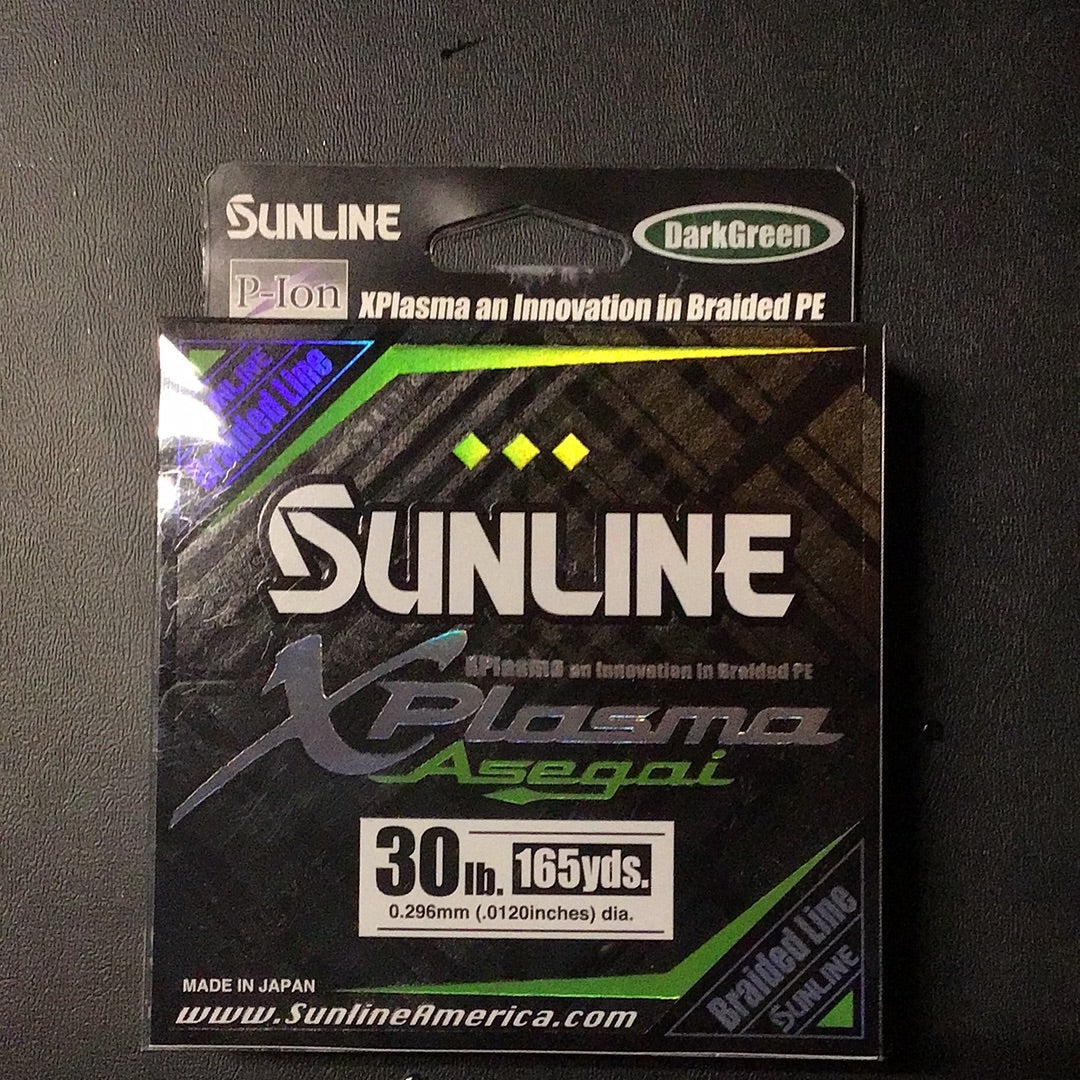 SUNLINE
DarkGreen
P-Ion
XPlasma an Innovation in Braided PE
Braided Line
SUNLINE
XPlasma an Innovation in Braided PE
XPlasma
Asegai
30lb. 165yds.
0.296mm (.0120inches) dia.
MADE IN JAPAN
www.SunlineAmerica.com
Braided Line
SUNLINE